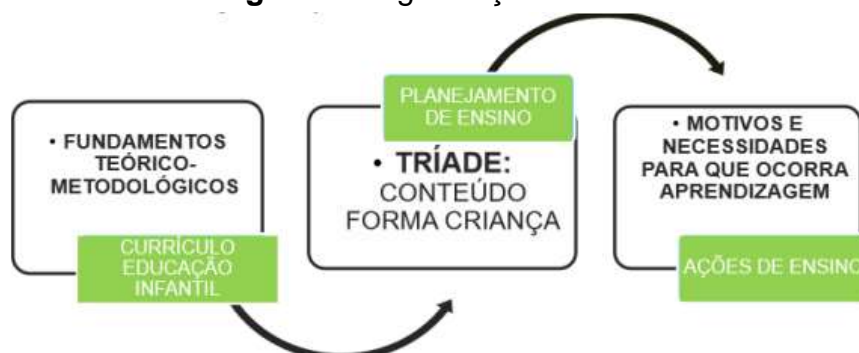 • FUNDAMENTOS
TEÓRICO-
METODOLÓGICOS
CURRÍCULO
EDUCAÇÃO
INFANTIL
PLANEJAMENTO
DE ENSINO
• TRÍADE:
CONTEÚDO
FORMA CRIANÇA
• MOTIVOS E
NECESSIDADES
PARA QUE OCORRA
APRENDIZAGEM
AÇÕES DE ENSINO